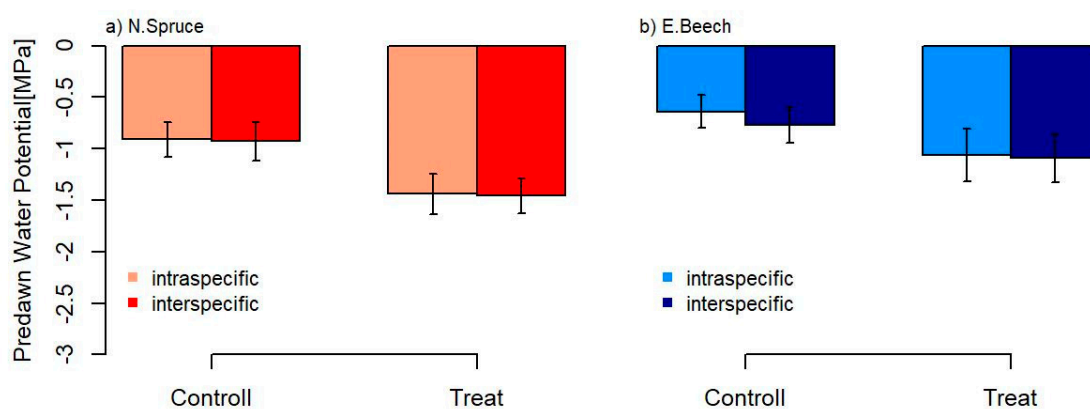 a) N.Spruce
b) E.Beech
Predawn Water Potential[MPa]
0
-0.5
-1
-1.5
-2
-2.5
-3
intraspecific
interspecific
intraspecific
interspecific
Controll
Treat
Controll
Treat